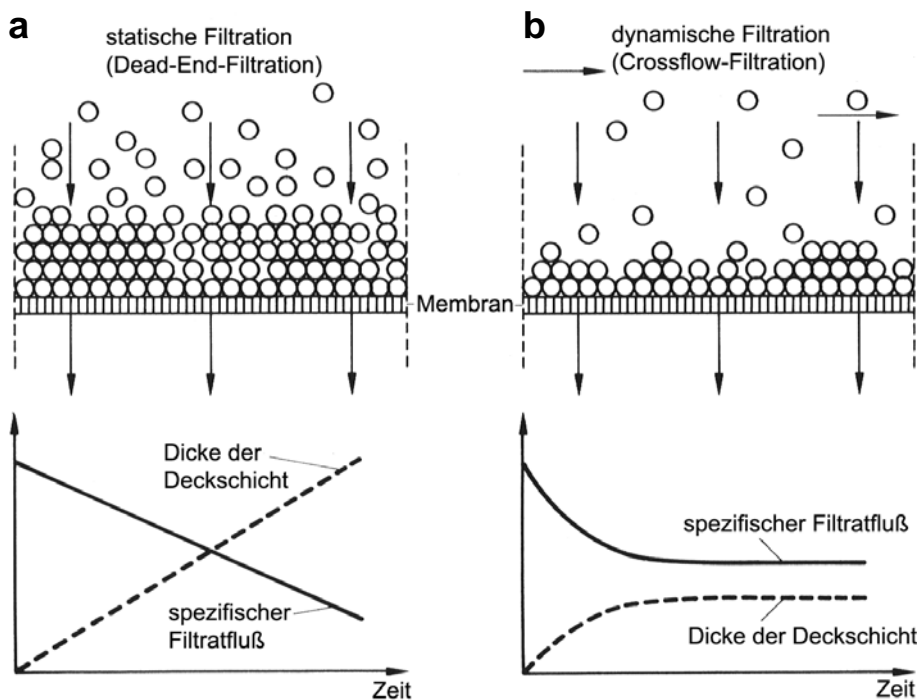 a
statische Filtration
(Dead-End-Filtration)
b
dynamische Filtration
(Crossflow-Filtration)
Membran
Dicke der
Deckschicht
spezifischer
Filtratfluß
Zeit
spezifischer Filtratfluß
Dicke der Deckschicht
Zeit